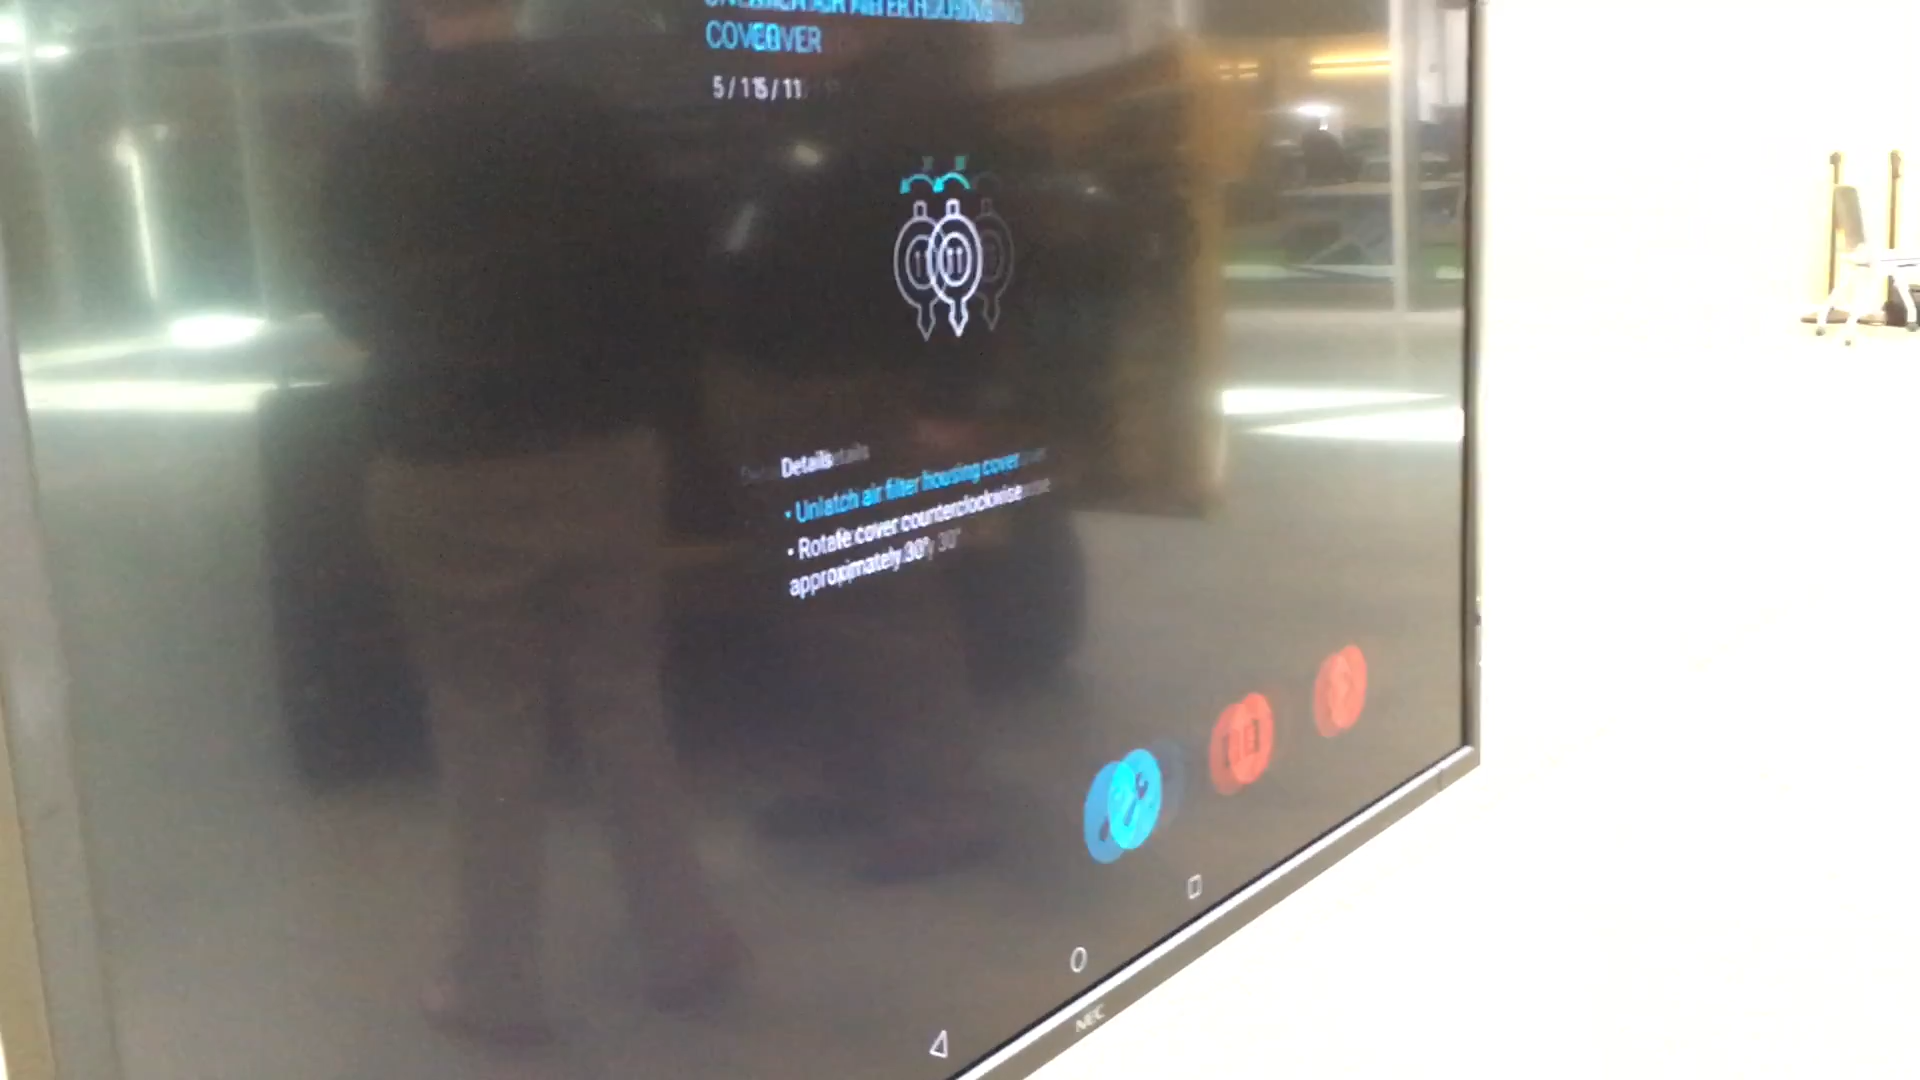 UNLATCH AIR FILTER HOUSING
COVER
5 / 11
Details
• Unlatch air filter housing cover
• Rotate cover counterclockwise
approximately 30°
NEC